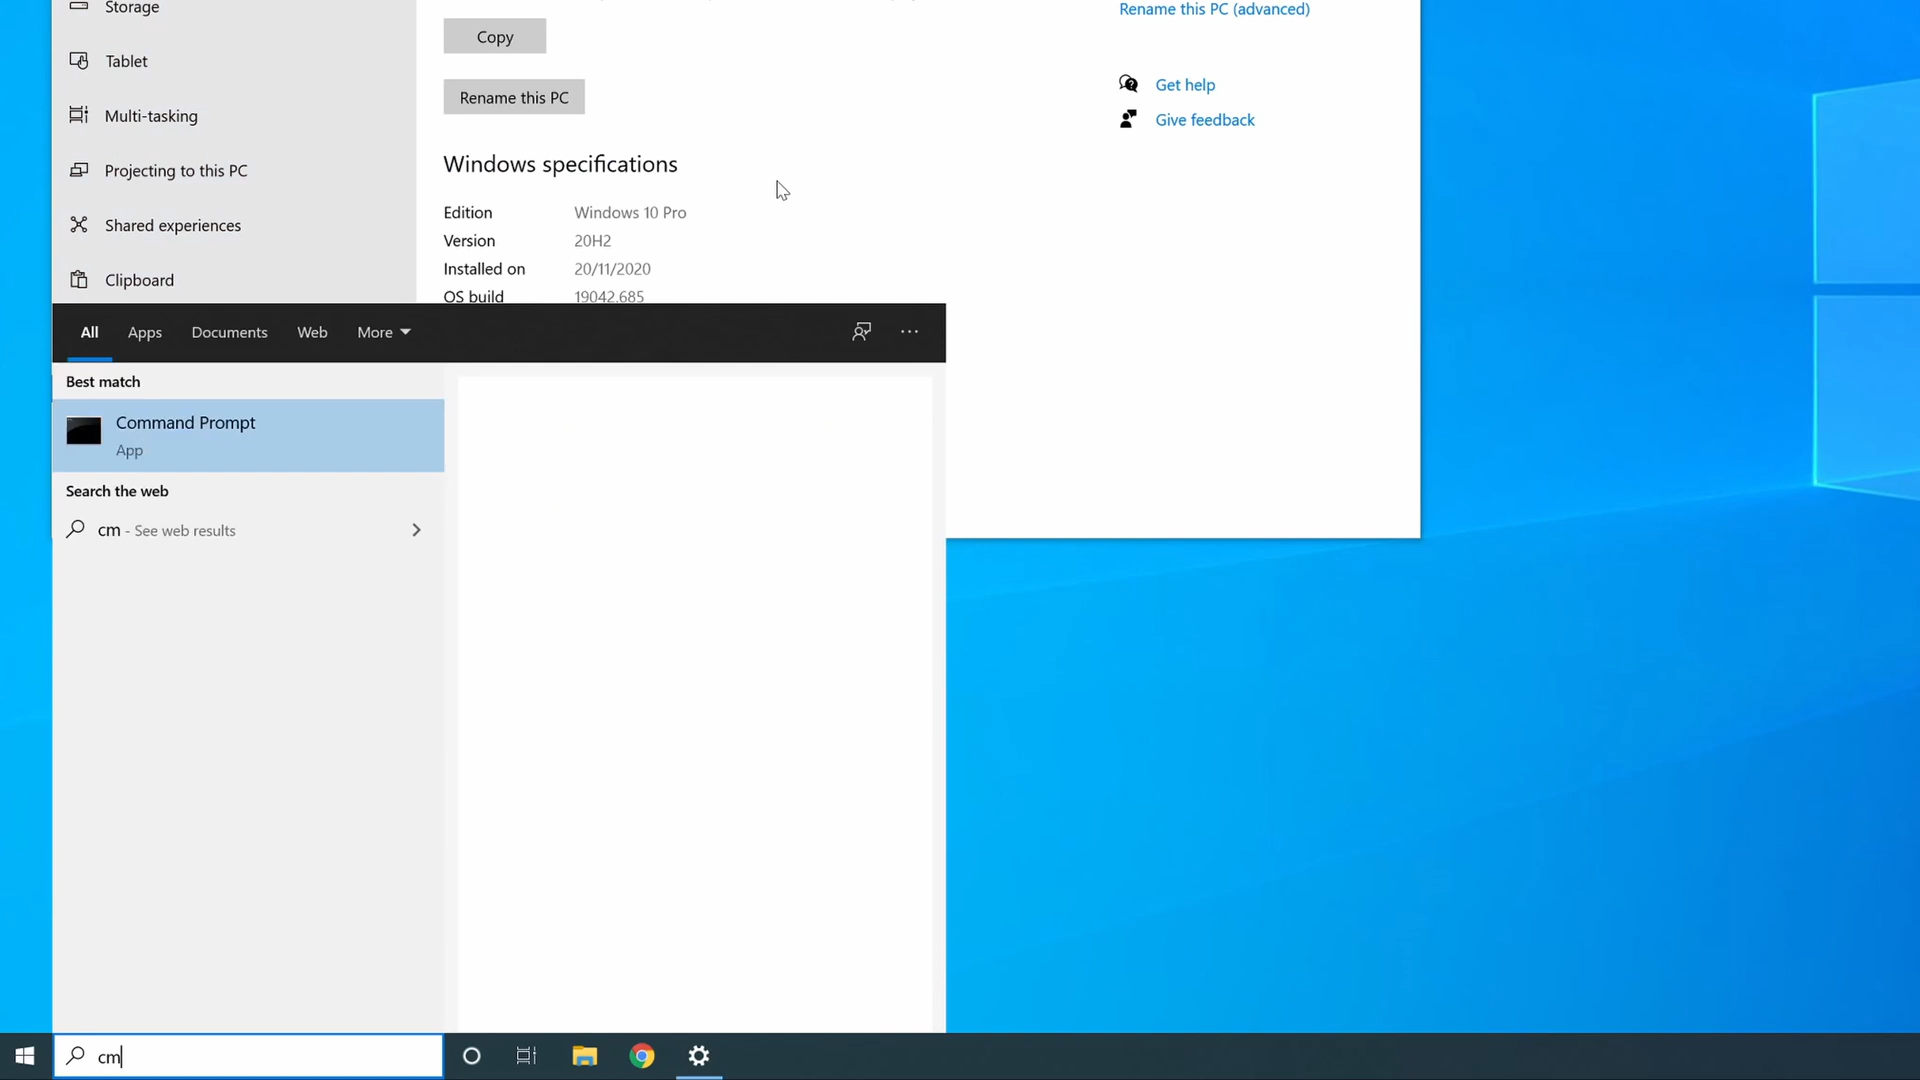 Storage
Tablet
Multi-tasking
Projecting to this PC
Shared experiences
Clipboard
Copy
Rename this PC
Windows specifications
Edition Windows 10 Pro
Version 20H2
Installed on 20/11/2020
OS build 19042.685
Rename this PC (advanced)
Get help
Give feedback
All Apps Documents Web More
Best match
Command Prompt
App
Search the web
cm - See web results
cm